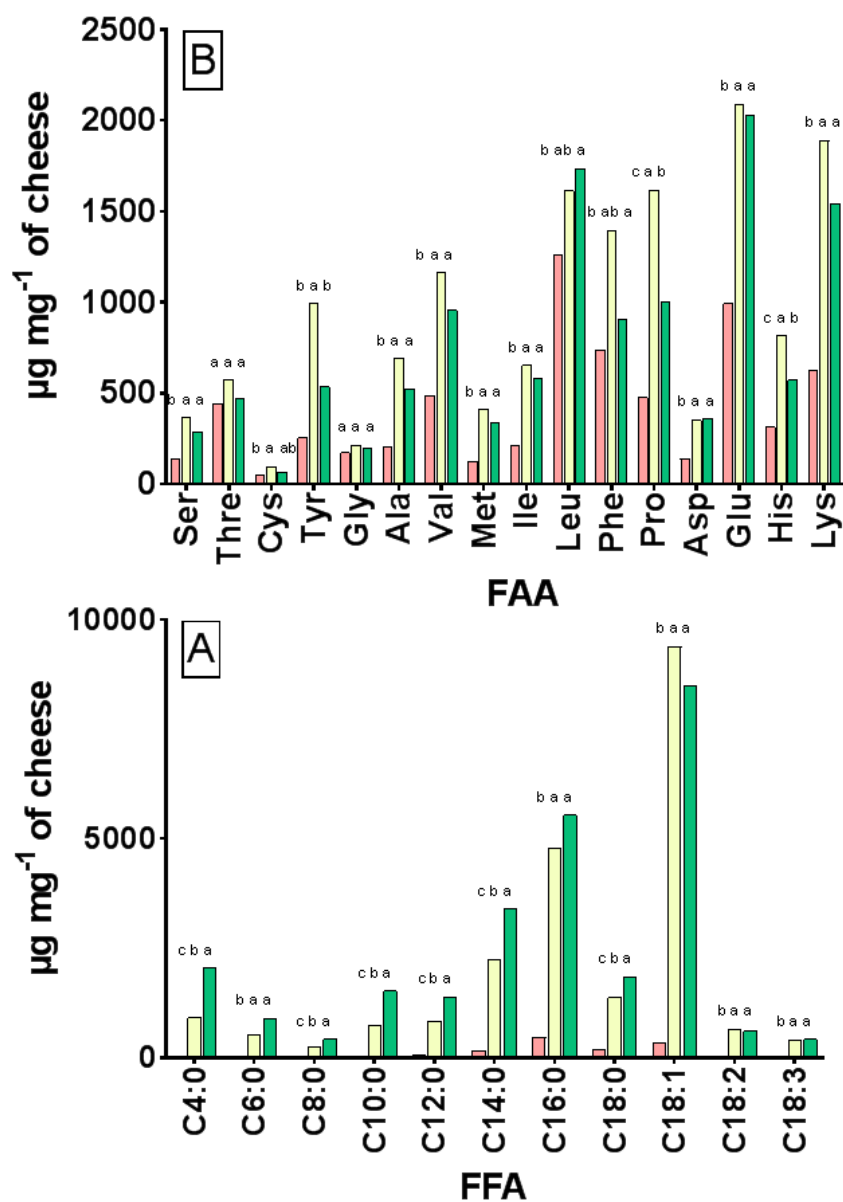 2500
B
b a a
2000
b a a
b ab a
c a b
1500
b ab a
b a a
b a b
1000
c a b
b a a
b a a
a a a
500
b a a
b a a
b a a
b a ab
a a a
0
µg mg-1 of cheese
Ser
Thre
Cys
Tyr
Gly
Ala
Val
Met
Ile
Leu
Phe
Pro
Asp
Glu
His
Lys
FAA
10000
A
b a a
b a a
5000
c b a
c b a
c b a
c b a
c b a
b a a
c b a
b a a
b a a
0
µg mg-1 of cheese
C4:0
C6:0
C8:0
C10:0
C12:0
C14:0
C16:0
C18:0
C18:1
C18:2
C18:3
FFA